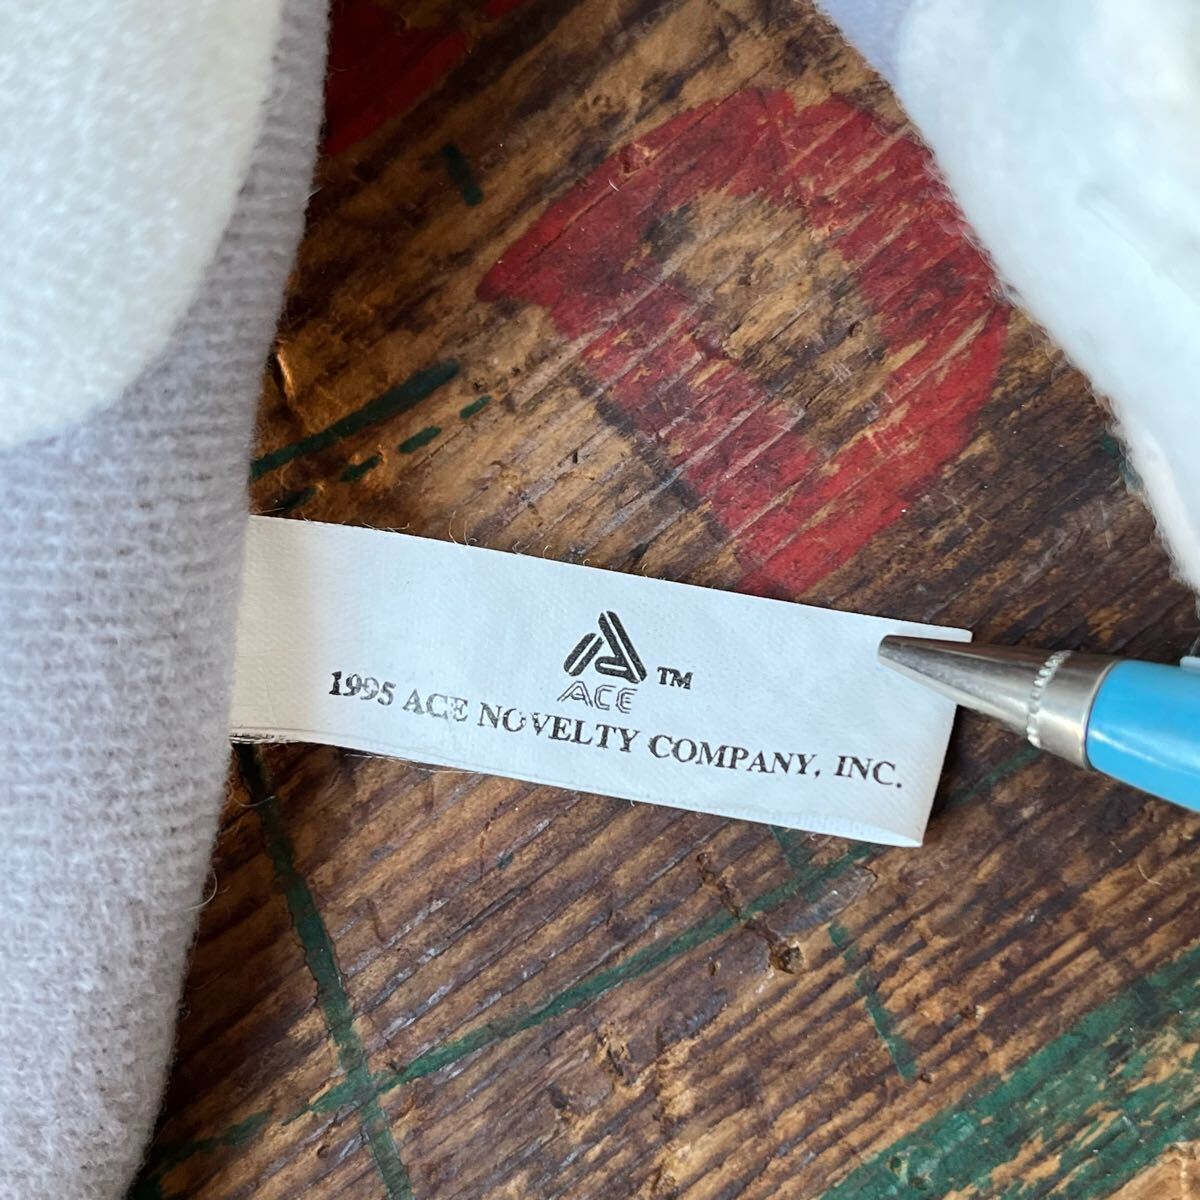 ACE TM
1995 ACE NOVELTY COMPANY, INC.